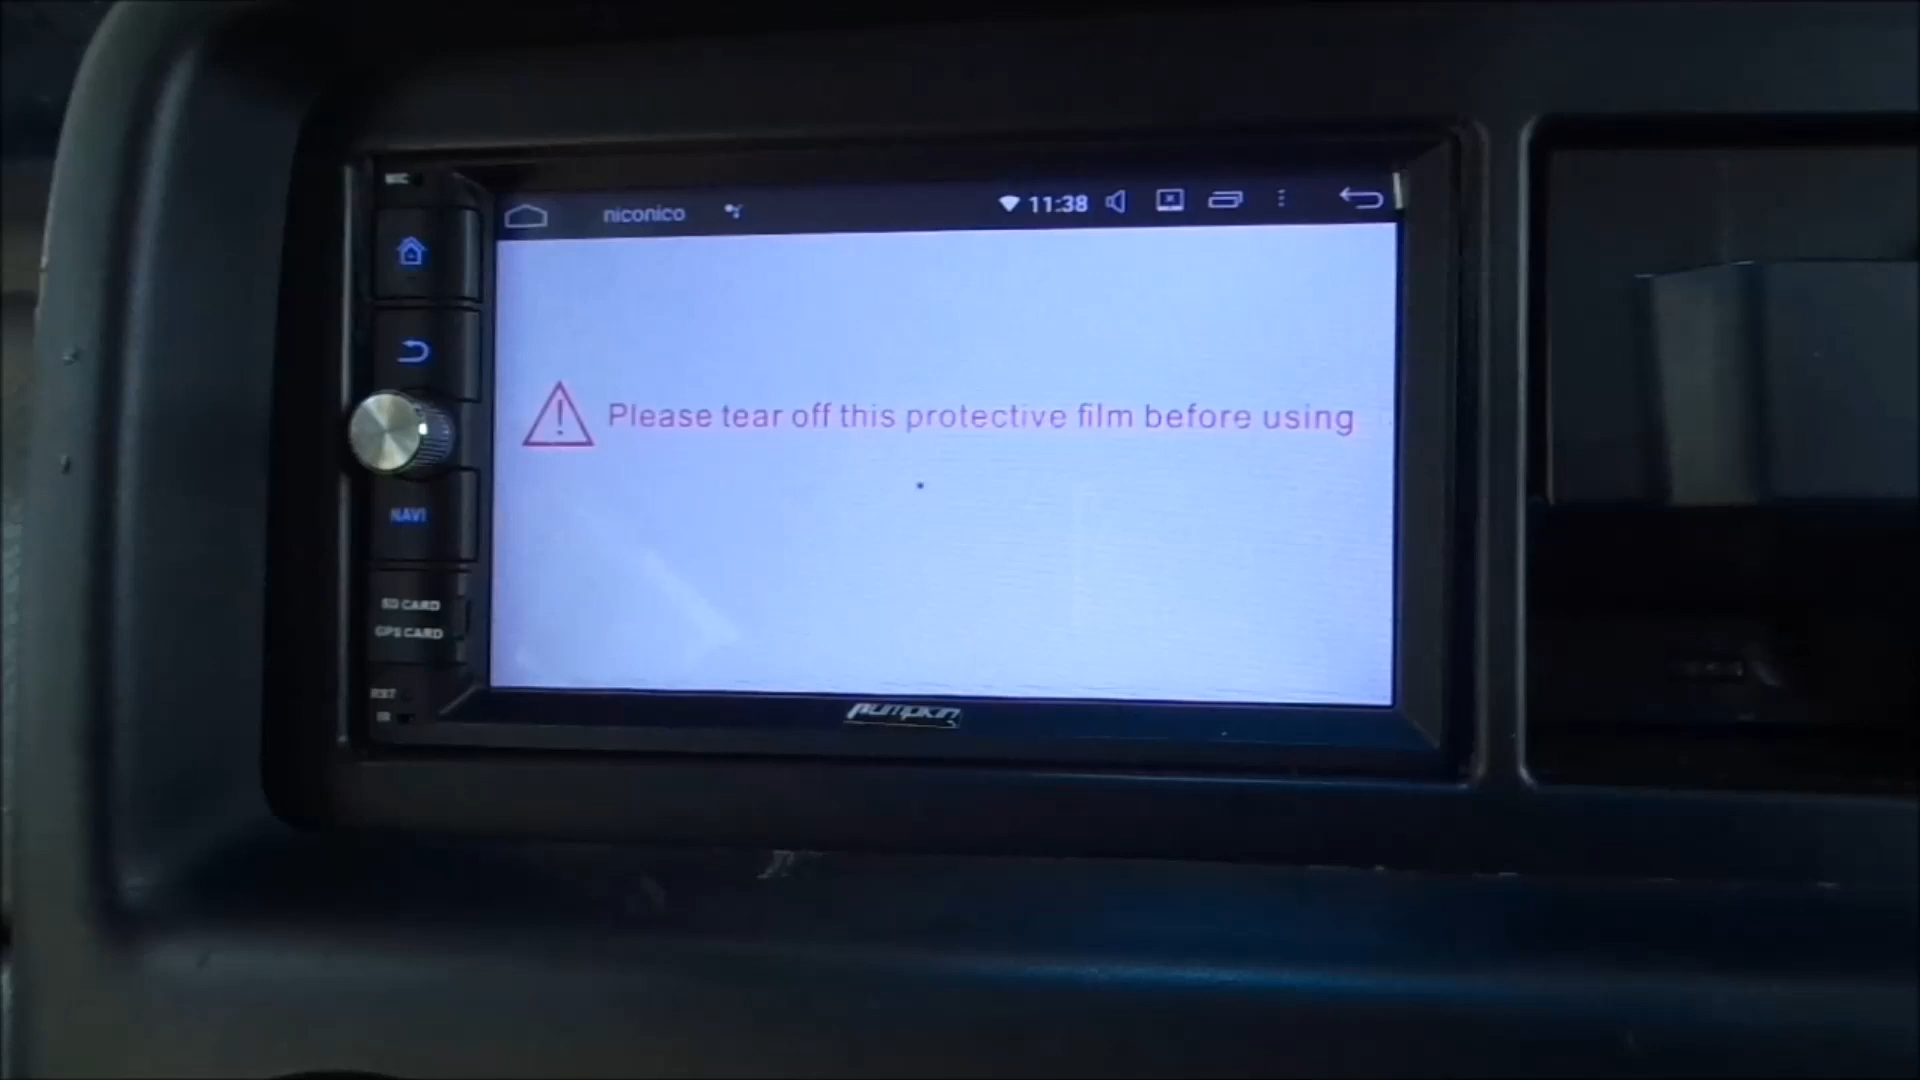 MIC
niconico
11:38
Please tear off this protective film before using
NAVI
SD CARD
GPS CARD
RST
IR
PUMPKIN